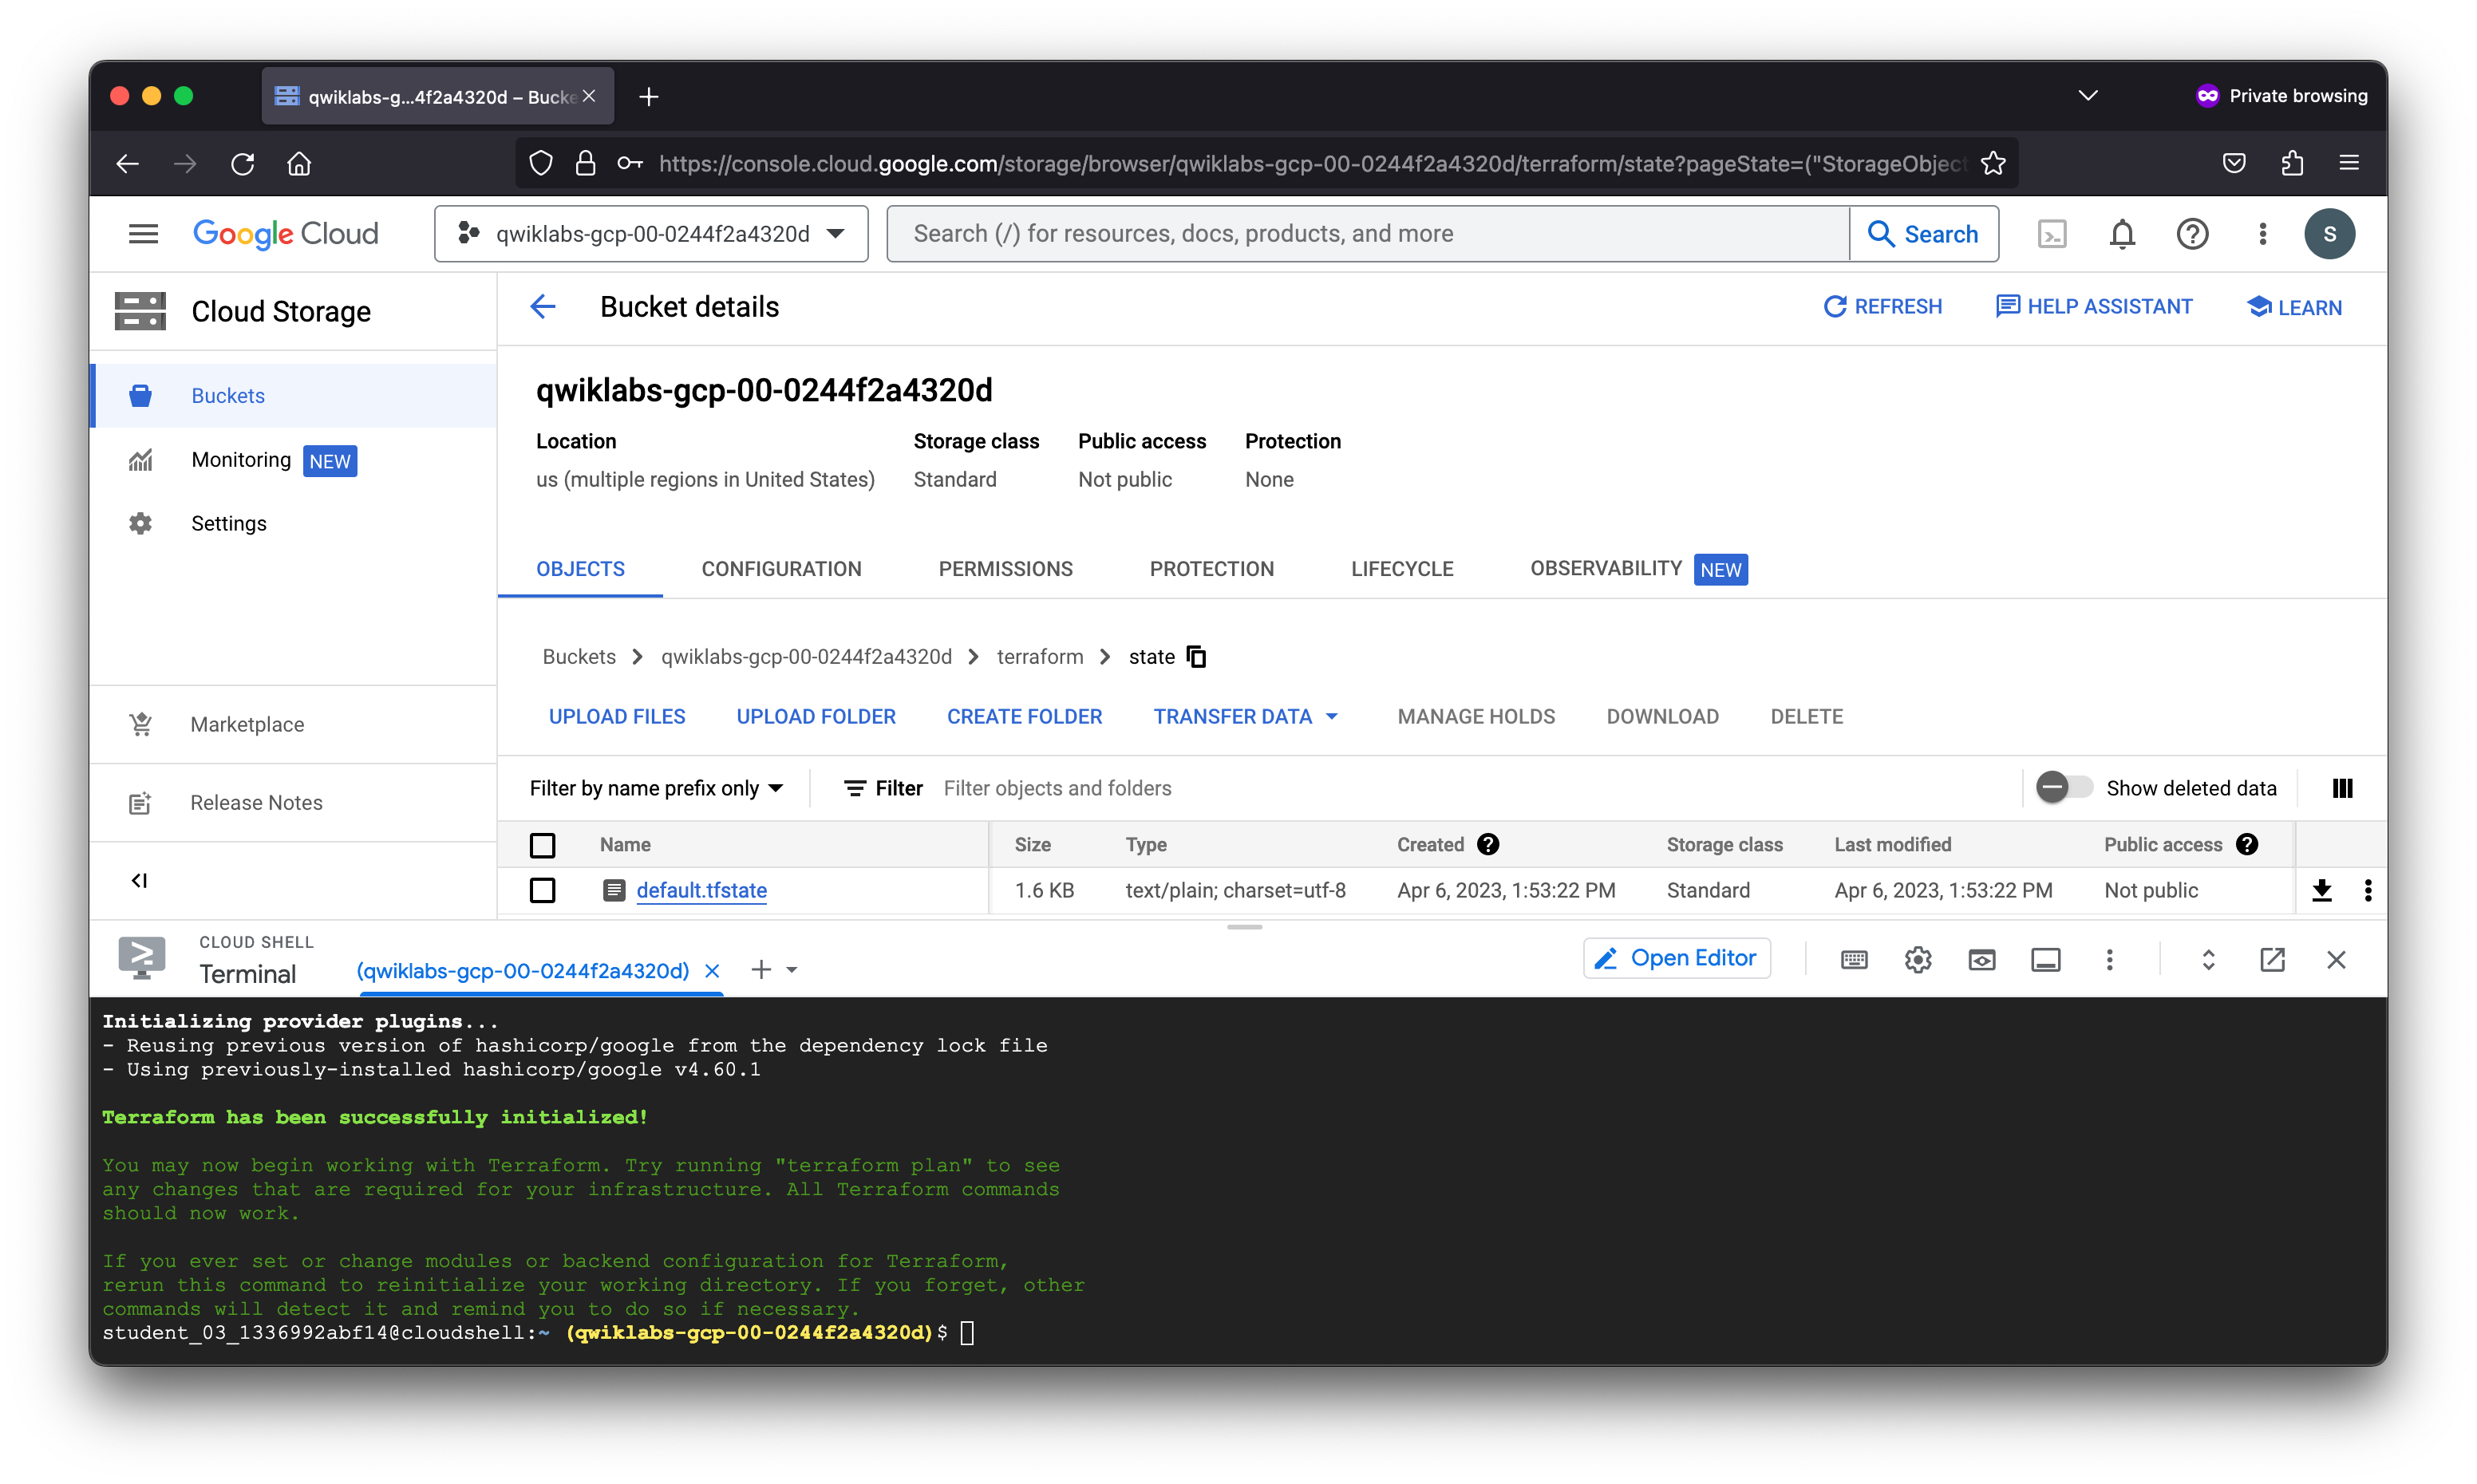 qwiklabs-g...4f2a4320d – Bucke
Private browsing
https://console.cloud.google.com/storage/browser/qwiklabs-gcp-00-0244f2a4320d/terraform/state?pageState=("StorageObject
Google Cloud
qwiklabs-gcp-00-0244f2a4320d
Search (/) for resources, docs, products, and more
Search
S
Cloud Storage
Bucket details
REFRESH
HELP ASSISTANT
LEARN
Buckets
Monitoring NEW
Settings
Marketplace
Release Notes
qwiklabs-gcp-00-0244f2a4320d
Location Storage class Public access Protection
us (multiple regions in United States) Standard Not public None
OBJECTS CONFIGURATION PERMISSIONS PROTECTION LIFECYCLE OBSERVABILITY NEW
Buckets qwiklabs-gcp-00-0244f2a4320d terraform state
UPLOAD FILES UPLOAD FOLDER CREATE FOLDER TRANSFER DATA MANAGE HOLDS DOWNLOAD DELETE
Filter by name prefix only Filter Filter objects and folders Show deleted data
Name Size Type Created Storage class Last modified Public access
default.tfstate 1.6 KB text/plain; charset=utf-8 Apr 6, 2023, 1:53:22 PM Standard Apr 6, 2023, 1:53:22 PM Not public
CLOUD SHELL
Terminal (qwiklabs-gcp-00-0244f2a4320d) Open Editor
Initializing provider plugins...
- Reusing previous version of hashicorp/google from the dependency lock file
- Using previously-installed hashicorp/google v4.60.1
Terraform has been successfully initialized!
You may now begin working with Terraform. Try running "terraform plan" to see
any changes that are required for your infrastructure. All Terraform commands
should now work.
If you ever set or change modules or backend configuration for Terraform,
rerun this command to reinitialize your working directory. If you forget, other
commands will detect it and remind you to do so if necessary.
student_03_1336992abf14@cloudshell:~ (qwiklabs-gcp-00-0244f2a4320d)$